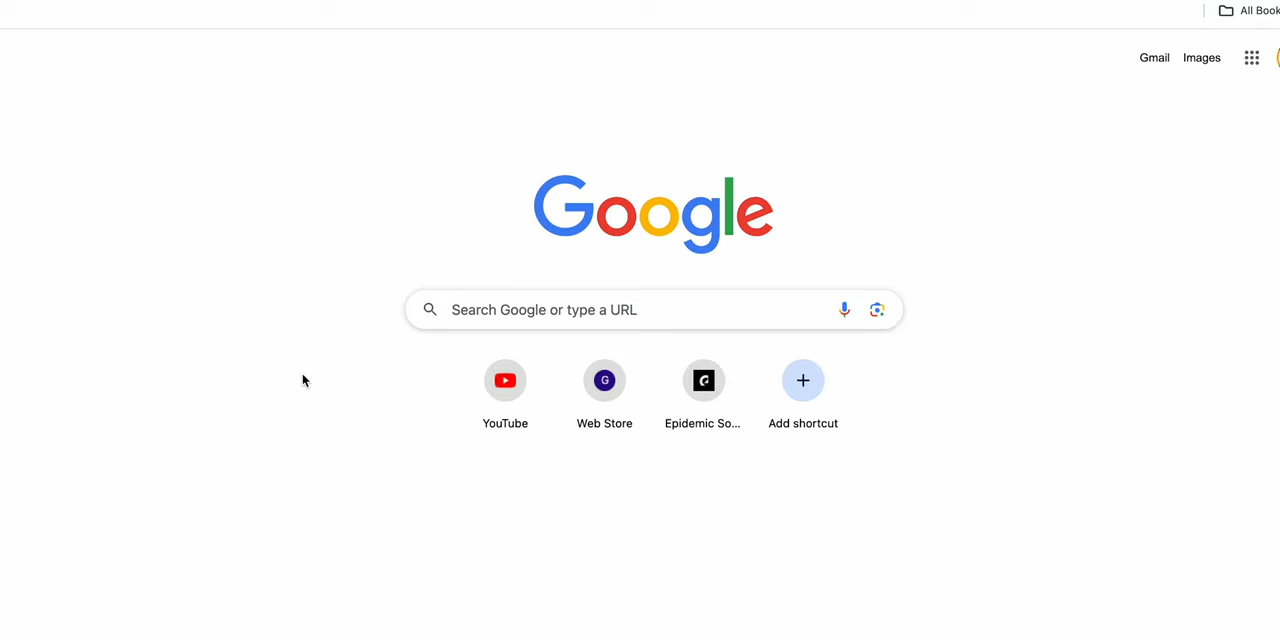 All Book
Gmail Images
Google
Search Google or type a URL
G
YouTube Web Store Epidemic So... Add shortcut